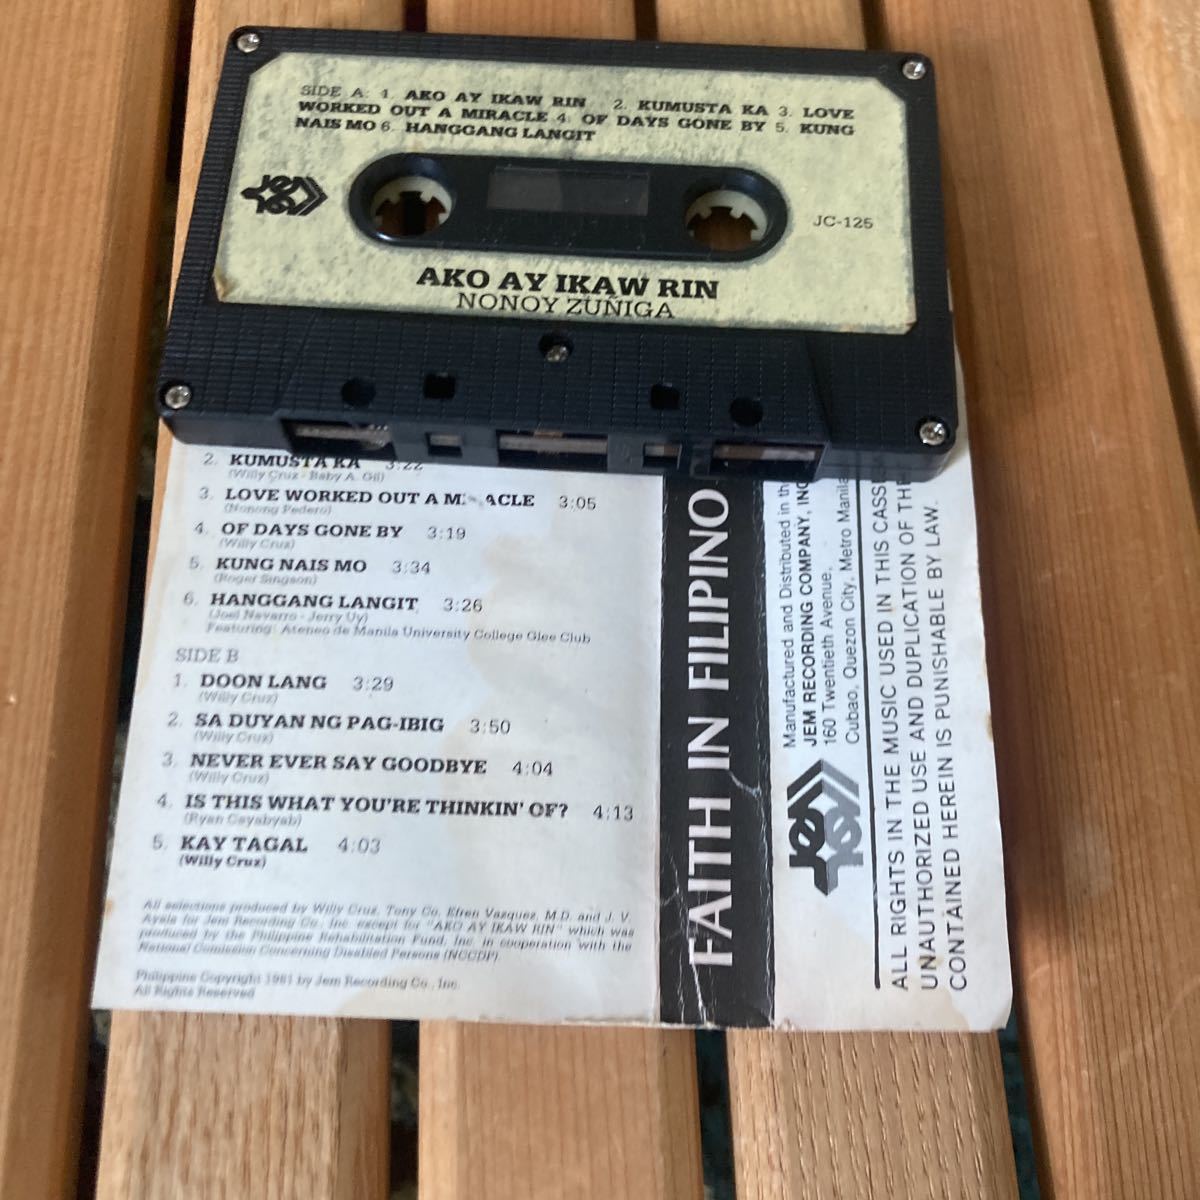 SIDE A: 1. AKO AY IKAW RIN 2. KUMUSTA KA 3. LOVE
WORKED OUT A MIRACLE 4. OF DAYS GONE BY 5. KUNG
NAIS MO 6. HANGGANG LANGIT
jem
JC-125
AKO AY IKAW RIN
NONOY ZUÑIGA
2. KUMUSTA KA 3:22
(Willy Cruz - Baby A. Gil)
3. LOVE WORKED OUT A MIRACLE 3:05
(Nonong Pedero)
4. OF DAYS GONE BY 3:19
(Willy Cruz)
5. KUNG NAIS MO 3:34
(Roger Singson)
6. HANGGANG LANGIT 3:26
(Joel Navarro - Jerry Uy)
Featuring: Ateneo de Manila University College Glee Club
SIDE B
1. DOON LANG 3:29
(Willy Cruz)
2. SA DUYAN NG PAG-IBIG 3:50
(Willy Cruz)
3. NEVER EVER SAY GOODBYE 4:04
(Willy Cruz)
4. IS THIS WHAT YOU'RE THINKIN' OF? 4:13
(Ryan Cayabyab)
5. KAY TAGAL 4:03
(Willy Cruz)
All selections produced by Willy Cruz, Tony Co, Efren Vazquez, M.D. and J. V.
Ayala for Jem Recording Co., Inc. except for "AKO AY IKAW RIN" which was
produced by the Philippine Rehabilitation Fund, Inc. in cooperation with the
National Comission Concerning Disabled Persons (NCCDP).
Philippine Copyright 1981 by Jem Recording Co., Inc.
All Rights Reserved
FAITH IN FILIPINO
Manufactured and Distributed in
JEM RECORDING COMPANY, INC
160 Twentieth Avenue,
Cubao, Quezon City, Metro Manila
jem
ALL RIGHTS IN THE MUSIC USED IN THIS
UNAUTHORIZED USE AND DUPLICATION OF
CONTAINED HEREIN IS PUNISHABLE BY LAW.